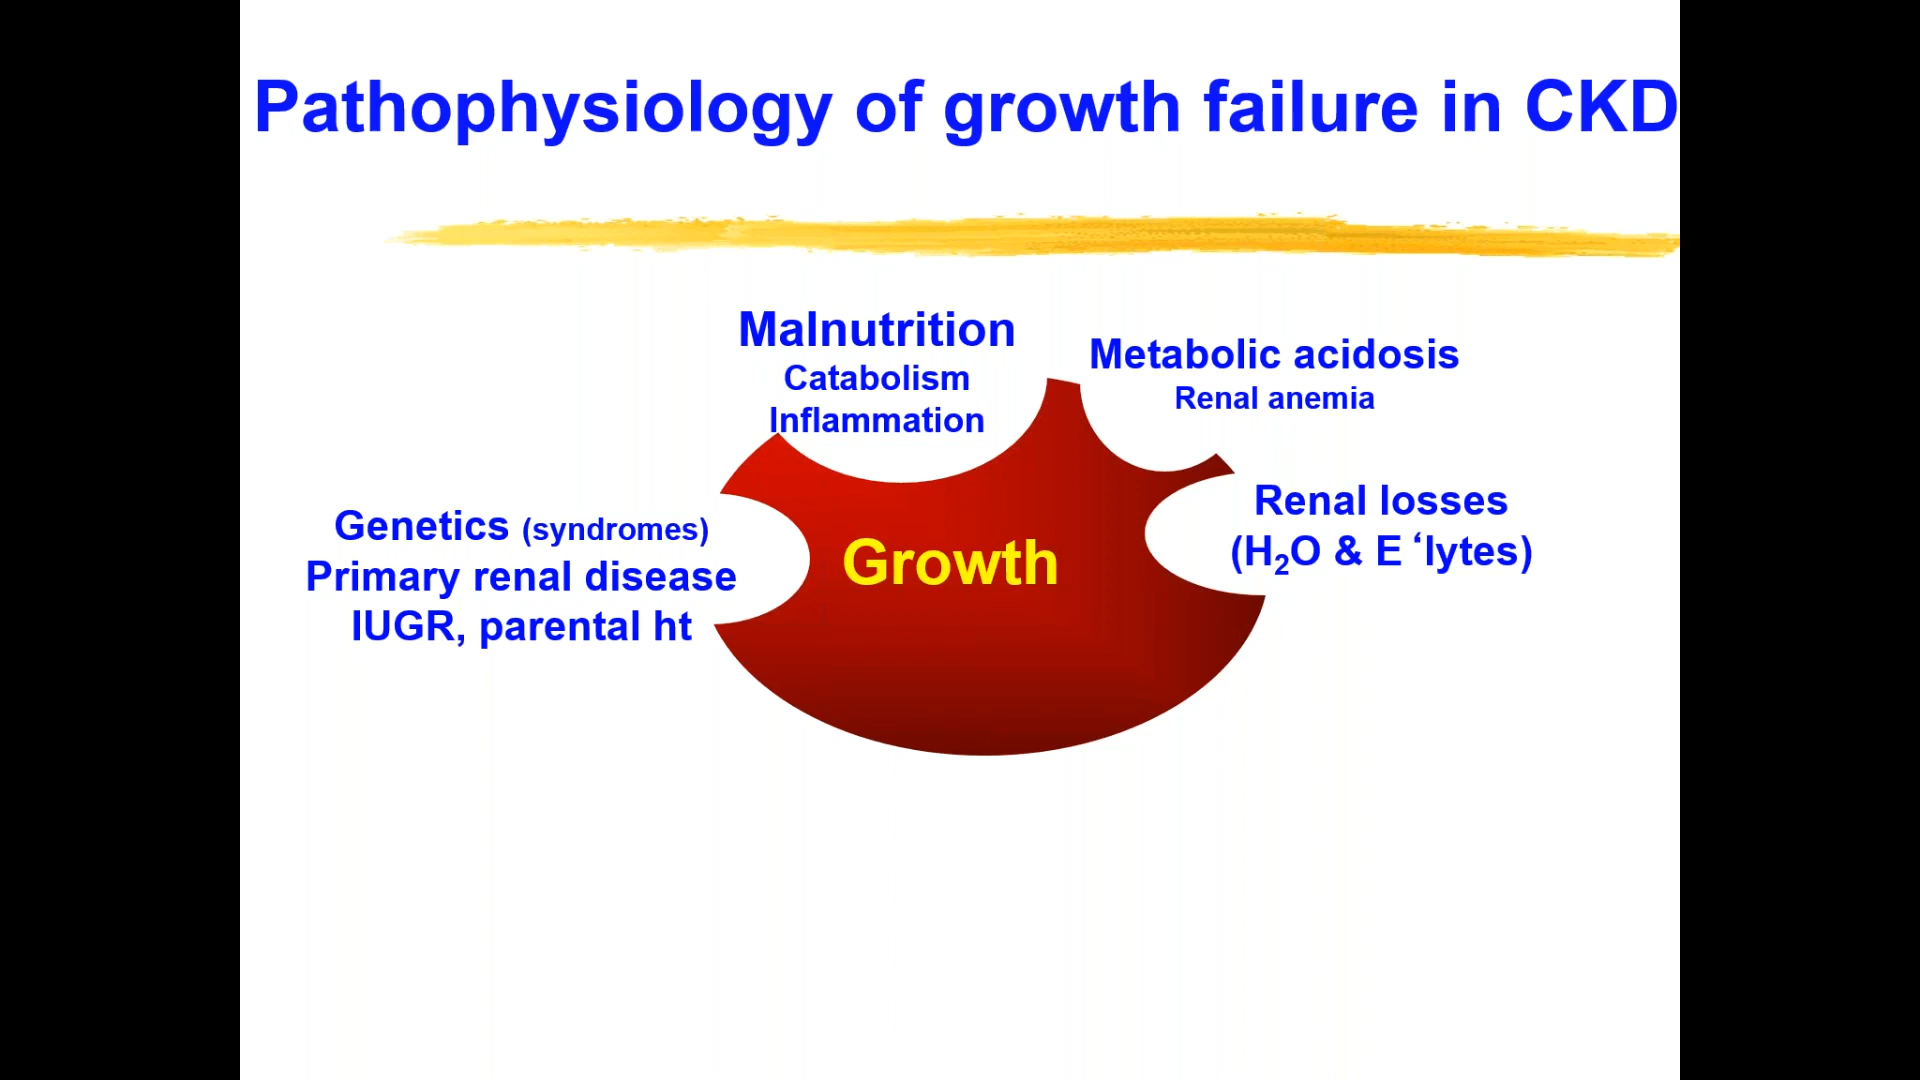 Pathophysiology of growth failure in CKD
Malnutrition
Catabolism
Inflammation
Metabolic acidosis
Renal anemia
Genetics (syndromes)
Primary renal disease
IUGR, parental ht
Growth
Renal losses
(H₂O & E ‘lytes)